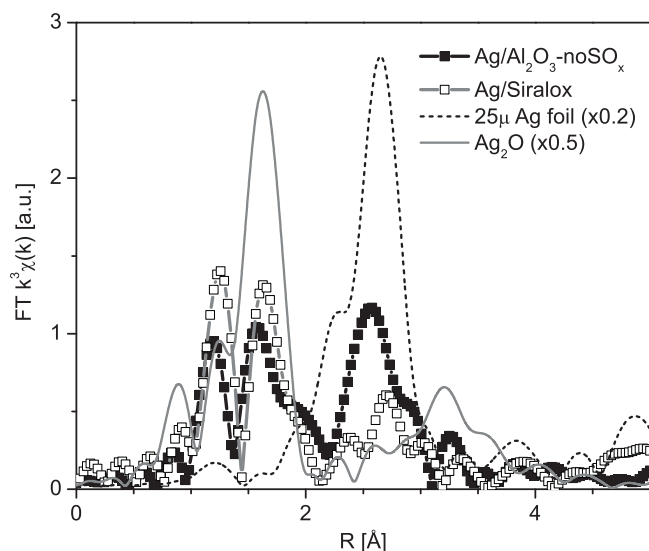 3
2
1
0
FT k³χ(k) [a.u.]
Ag/Al₂O₃-noSOₓ
Ag/Siralox
25μ Ag foil (x0.2)
Ag₂O (x0.5)
0 2 4
R [Å]